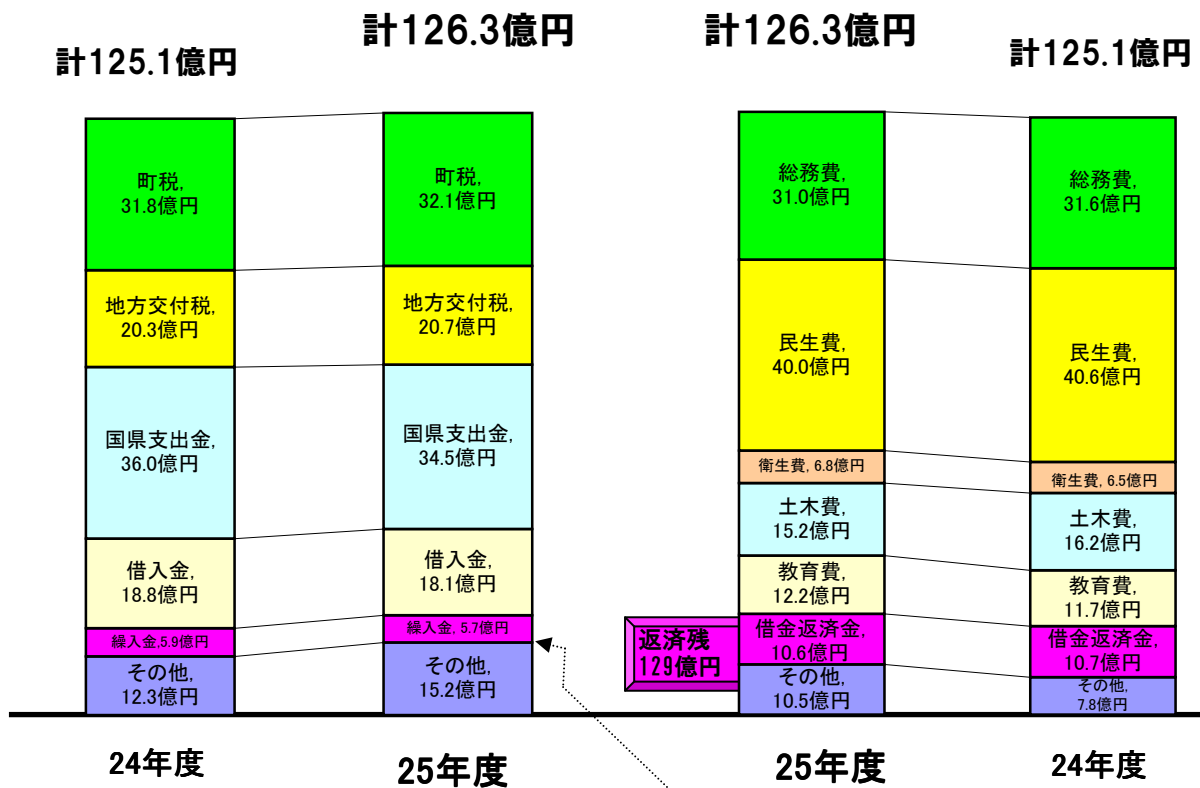 計125.1億円
計126.3億円
計126.3億円
計125.1億円
町税,
31.8億円
地方交付税,
20.3億円
国県支出金,
36.0億円
借入金,
18.8億円
繰入金,5.9億円
その他,
12.3億円
24年度
町税,
32.1億円
地方交付税,
20.7億円
国県支出金,
34.5億円
借入金,
18.1億円
繰入金, 5.7億円
その他,
15.2億円
25年度
返済残
129億円
総務費,
31.0億円
民生費,
40.0億円
衛生費, 6.8億円
土木費,
15.2億円
教育費,
12.2億円
借金返済金,
10.6億円
その他,
10.5億円
25年度
総務費,
31.6億円
民生費,
40.6億円
衛生費, 6.5億円
土木費,
16.2億円
教育費,
11.7億円
借金返済金,
10.7億円
その他,
7.8億円
24年度